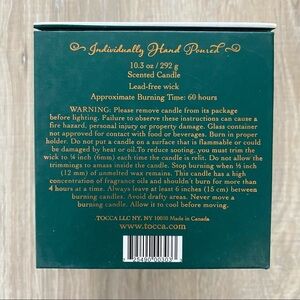 Individually Hand Poured
10.3 oz / 292 g
Scented Candle
Lead-free wick
Approximate Burning Time: 60 hours
WARNING: Please remove candle from its package
before lighting. Failure to observe these instructions can cause a
fire hazard, personal injury or property damage. Glass container
not approved for contact with food or beverages. Burn in proper
holder. Do not put a candle on a surface that is flammable or could
be damaged by heat or oil. To reduce sooting, you must trim the
wick to ¼ inch (6mm) each time the candle is relit. Do not allow the
trimmings to amass inside the candle. Stop burning when ½ inch
(12 mm) of unmelted wax remains. This candle has a high
concentration of fragrance oils and shouldn't burn for more than
4 hours at a time. Always leave at least 6 inches (15 cm) between
burning candles. Avoid drafty areas. Never move a
burning candle. Allow it to cool before moving.
TOCCA LLC NY, NY 10010 Made in Canada
www.tocca.com